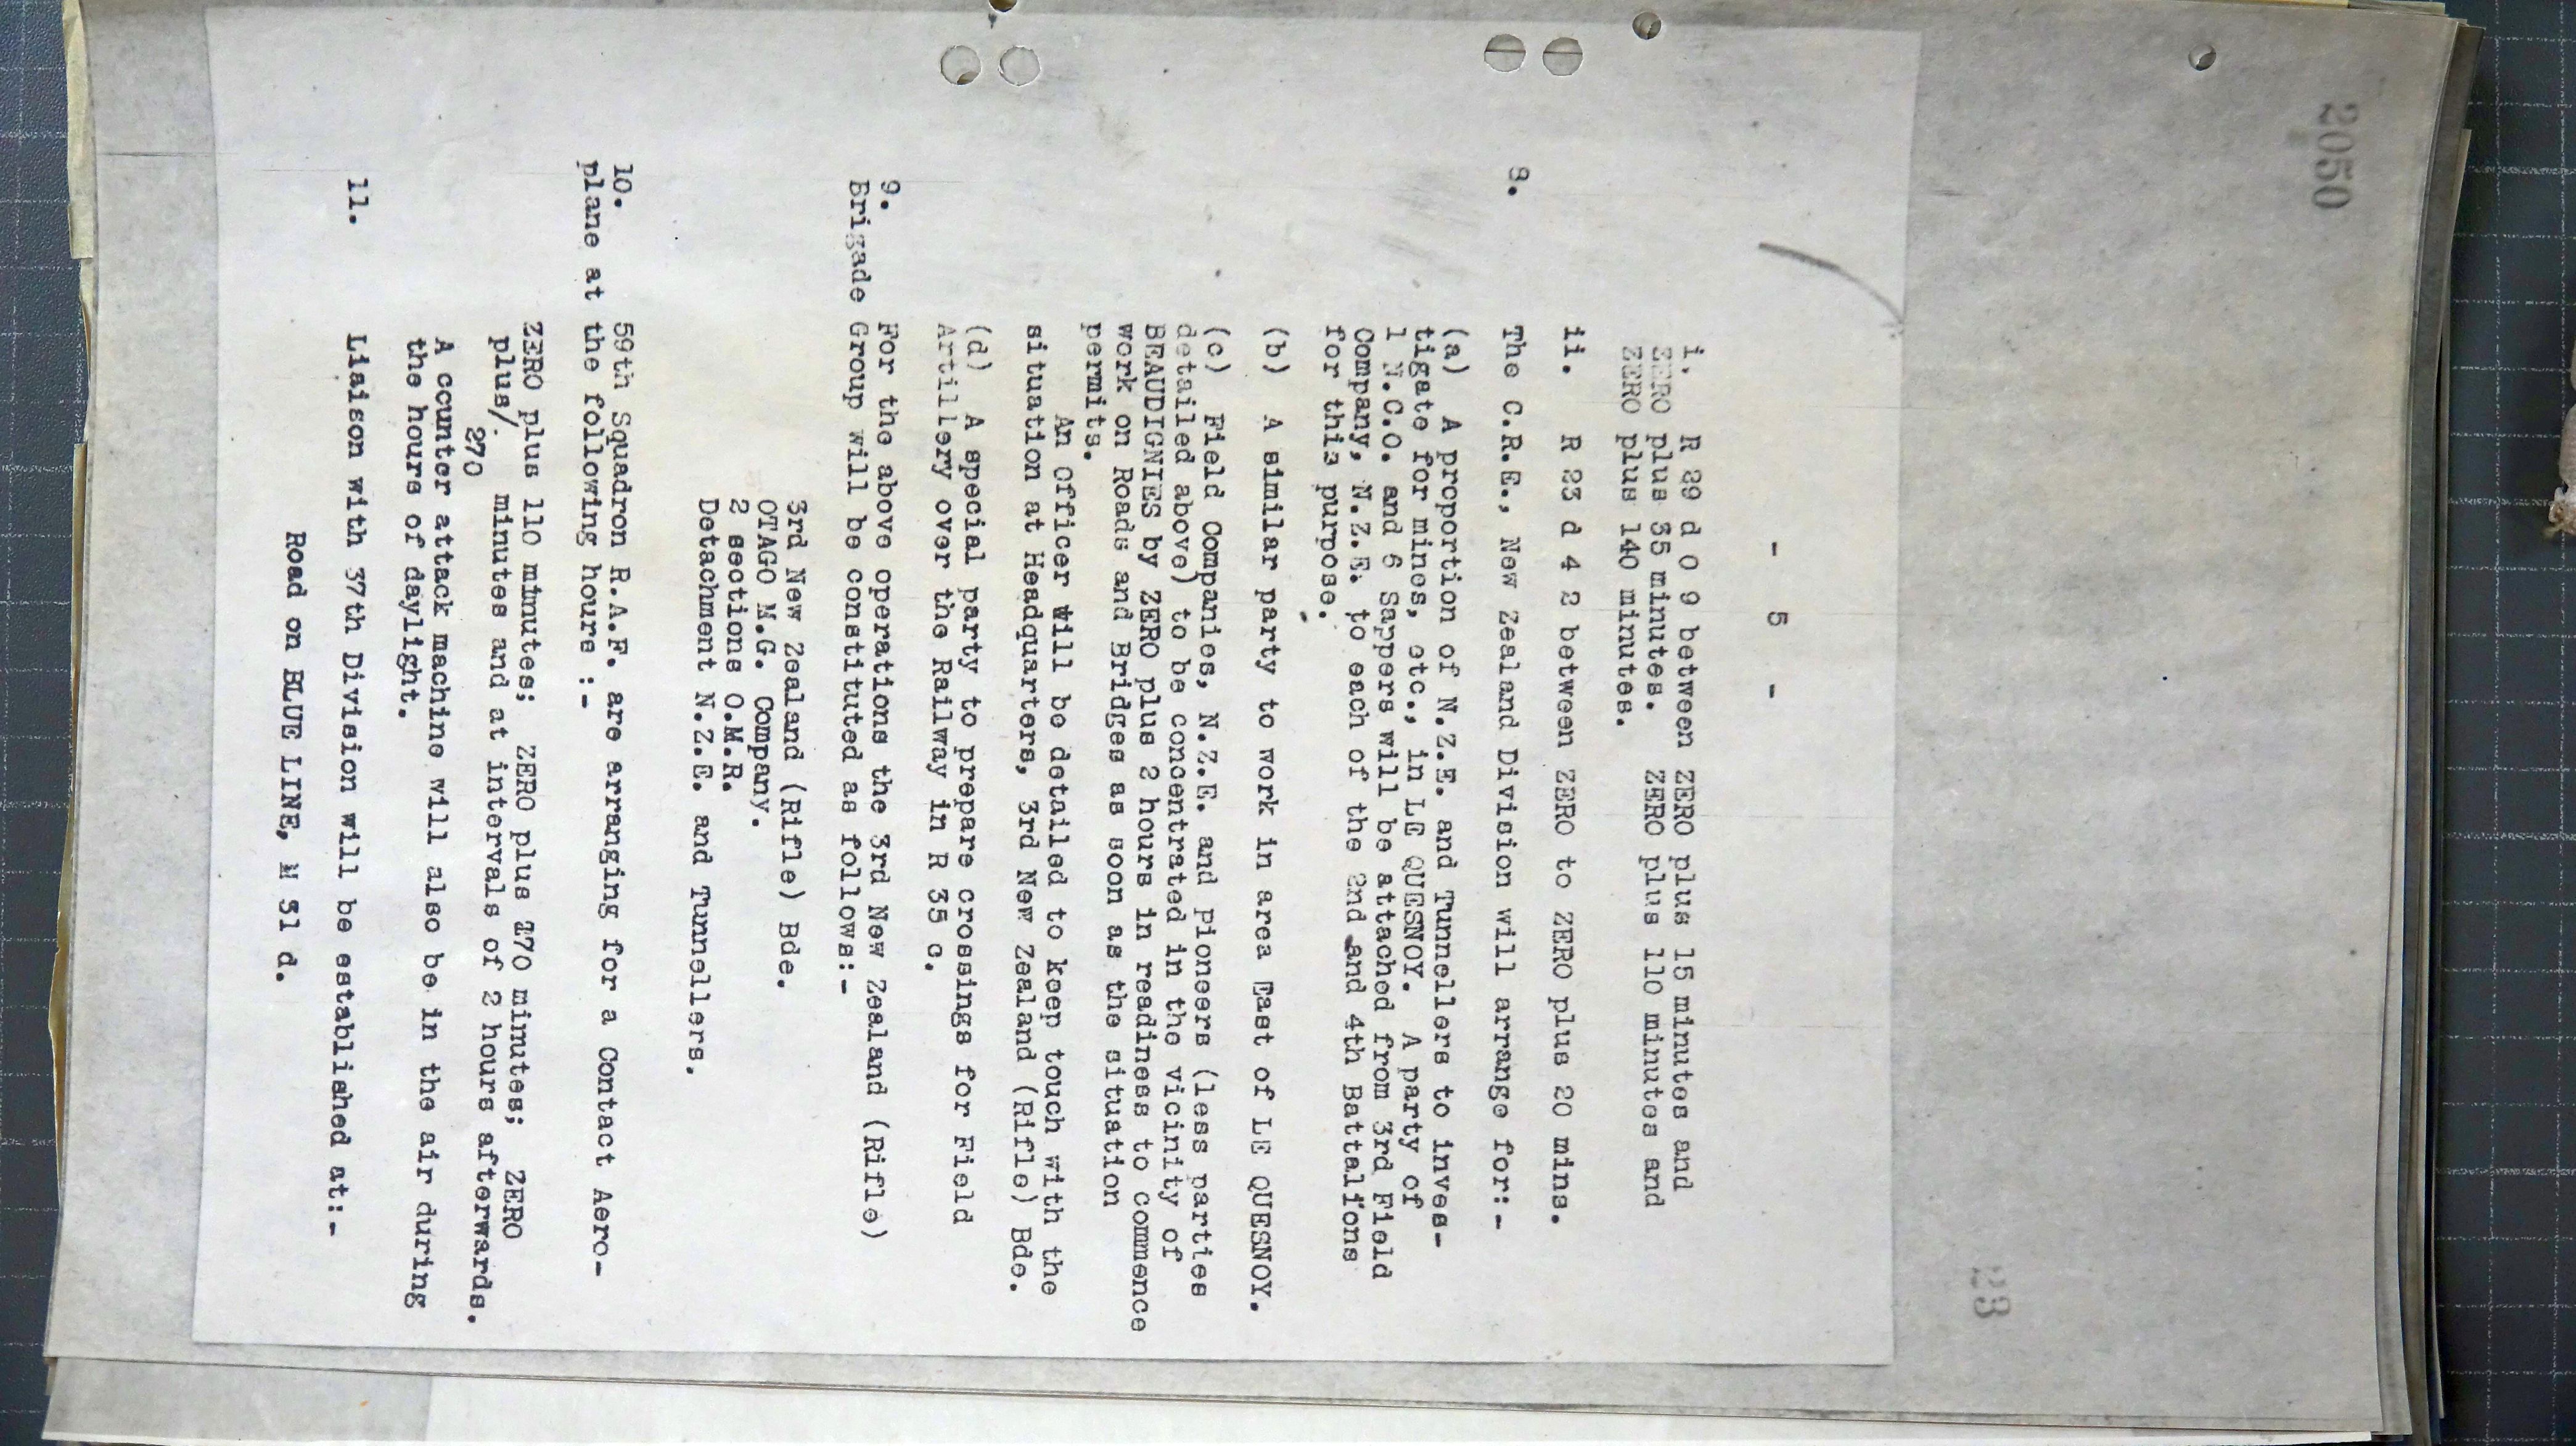 2050
23
- 5 -
i. R 29 d 0 9 between ZERO plus 15 minutes and
ZERO plus 35 minutes. ZERO plus 110 minutes and
ZERO plus 140 minutes.
ii. R 23 d 4 2 between ZERO to ZERO plus 20 mins.
8. The C.R.E., New Zealand Division will arrange for:-
(a) A proportion of N.Z.E. and Tunnellers to inves-
tigate for mines, etc., in LE QUESNOY. A party of
1 N.C.O. and 6 Sappers will be attached from 3rd Field
Company, N.Z.E. to each of the 2nd and 4th Battalions
for this purpose.
(b) A similar party to work in area East of LE QUESNOY.
(c) Field Companies, N.Z.E. and pioneers (less parties
detailed above) to be concentrated in the vicinity of
BEAUDIGNIES by ZERO plus 2 hours in readiness to commence
work on Roads and Bridges as soon as the situation
permits.
An Officer will be detailed to keep touch with the
situation at Headquarters, 3rd New Zealand (Rifle) Bde.
(d) A special party to prepare crossings for Field
Artillery over the Railway in R 35 c.
9. For the above operations the 3rd New Zealand (Rifle)
Brigade Group will be constituted as follows:-
3rd New Zealand (Rifle) Bde.
OTAGO M.G. Company.
2 sections O.M.R.
Detachment N.Z.E. and Tunnellers.
10. 59th Squadron R.A.F. are arranging for a Contact Aero-
plane at the following hours :-
ZERO plus 110 minutes; ZERO plus 170 minutes; ZERO
plus/. minutes and at intervals of 2 hours afterwards.
270
A counter attack machine will also be in the air during
the hours of daylight.
11. Liaison with 37th Division will be established at:-
Road on BLUE LINE, M 31 d.